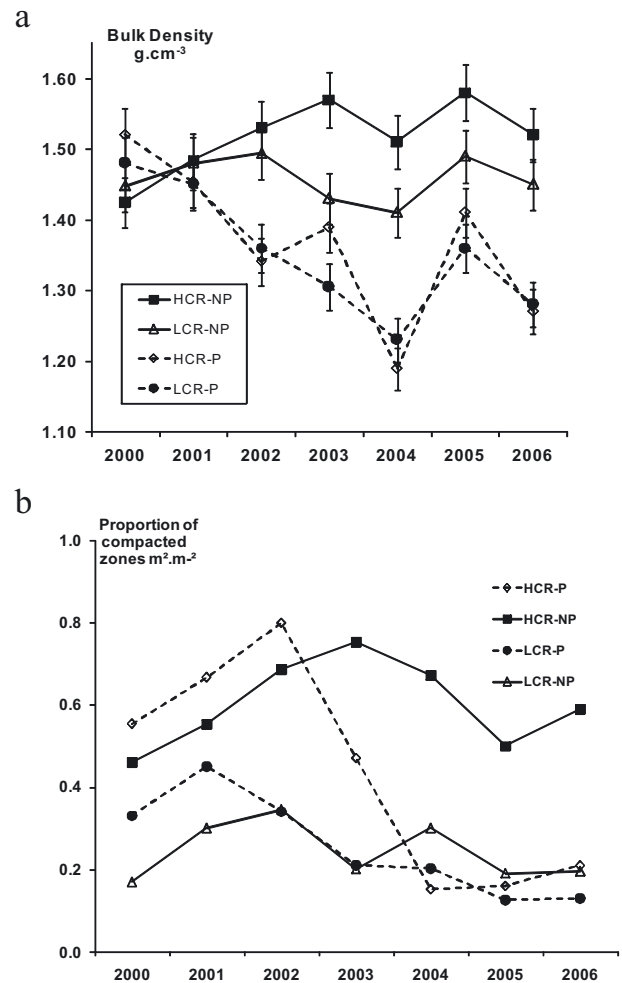 a
Bulk Density
g.cm-³
1.60
1.50
1.40
1.30
1.20
1.10
HCR-NP
LCR-NP
HCR-P
LCR-P
2000 2001 2002 2003 2004 2005 2006
b
Proportion of
compacted
zones m².m-²
1.0
0.8
0.6
0.4
0.2
0.0
HCR-P
HCR-NP
LCR-P
LCR-NP
2000 2001 2002 2003 2004 2005 2006